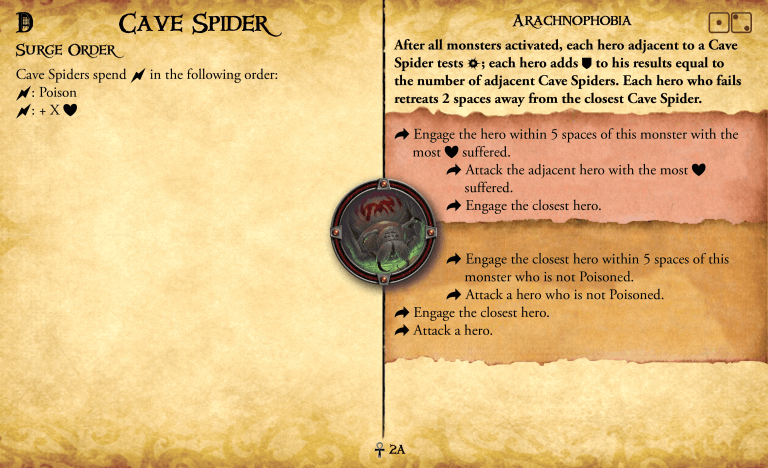 D
Cave Spider
Surge Order
Cave Spiders spend in the following order:
: Poison
: + X
Arachnophobia
After all monsters activated, each hero adjacent to a Cave
Spider tests ; each hero adds to his results equal to
the number of adjacent Cave Spiders. Each hero who fails
retreats 2 spaces away from the closest Cave Spider.
Engage the hero within 5 spaces of this monster with the
most suffered.
Attack the adjacent hero with the most
suffered.
Engage the closest hero.
Engage the closest hero within 5 spaces of this
monster who is not Poisoned.
Attack a hero who is not Poisoned.
Engage the closest hero.
Attack a hero.
2A